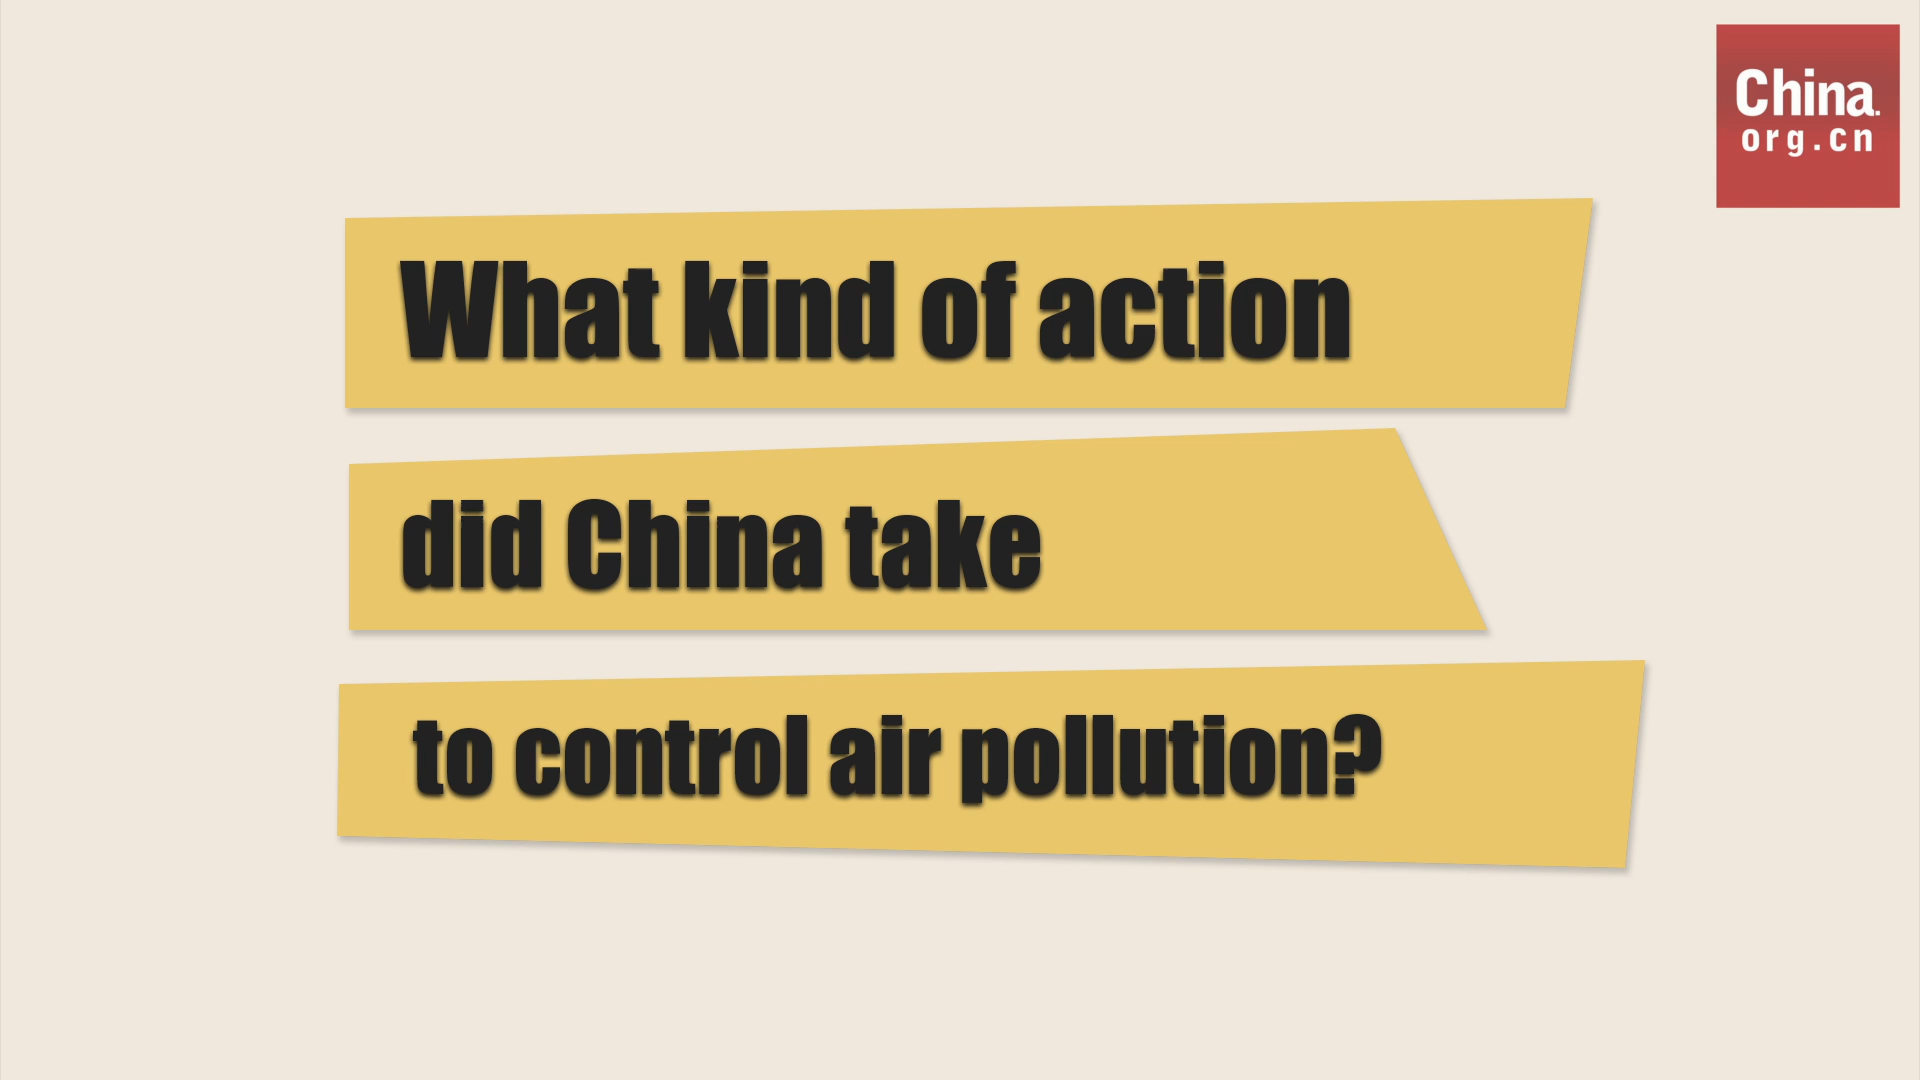 China.
org.cn
What kind of action
did China take
to control air pollution?